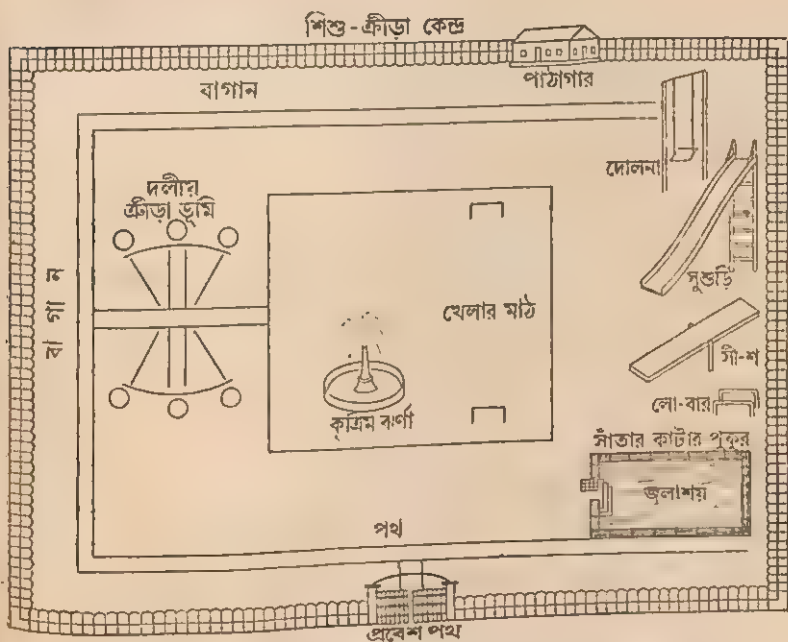 শিশু-ক্রীড়া কেন্দ্র
পাঠাগার
বাগান
দোলনা
দলীয়
ক্রীড়া ভূমি
সুশুড়ি
বাগান
খেলার মাঠ
সী-শ
লো-বার
কৃত্রিম ঝর্ণা
সাঁতার কাটার পুকুর
জলাশয়
পথ
প্রবেশ পথ